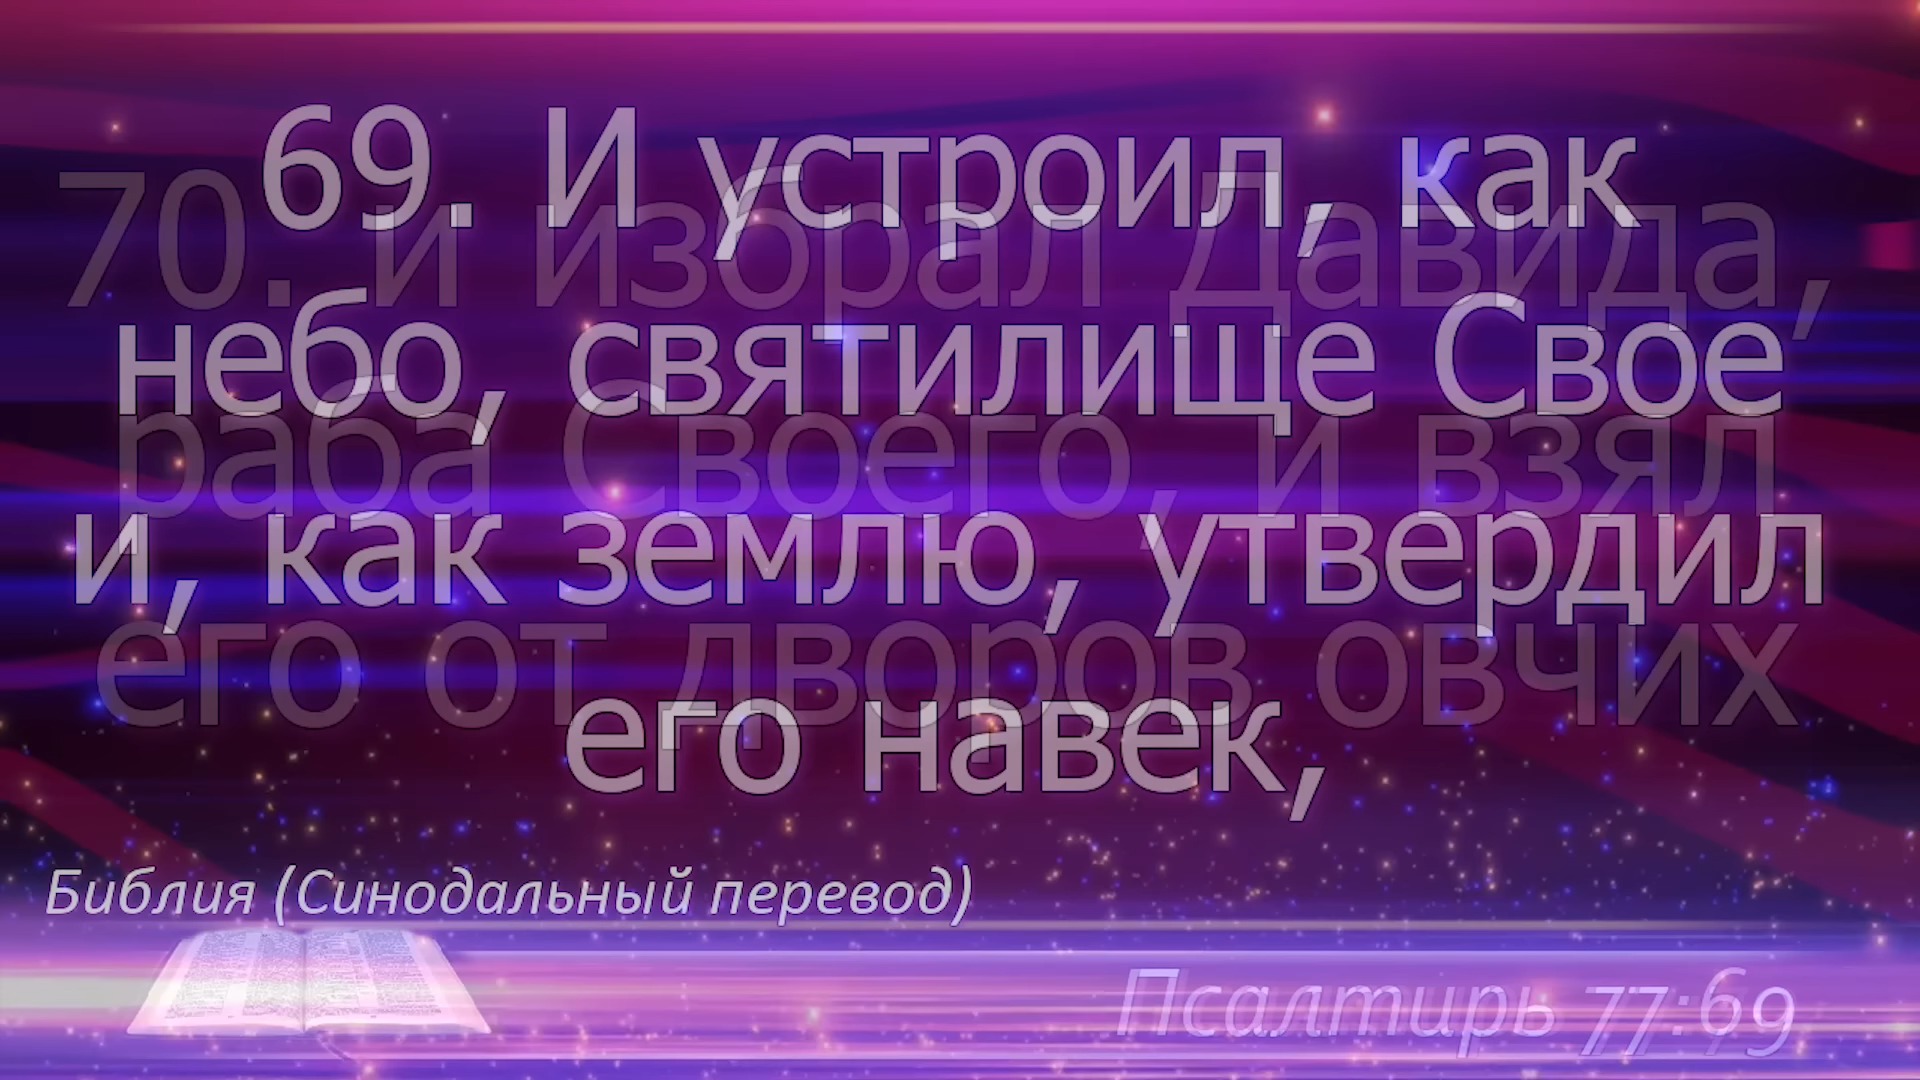 69. И устроил, как
небо, святилище Свое
и, как землю, утвердил
его навек,
70. и избрал Давида,
раба Своего, и взял
его от дворов овчих
Библия (Синодальный перевод)
Псалтирь 77:69